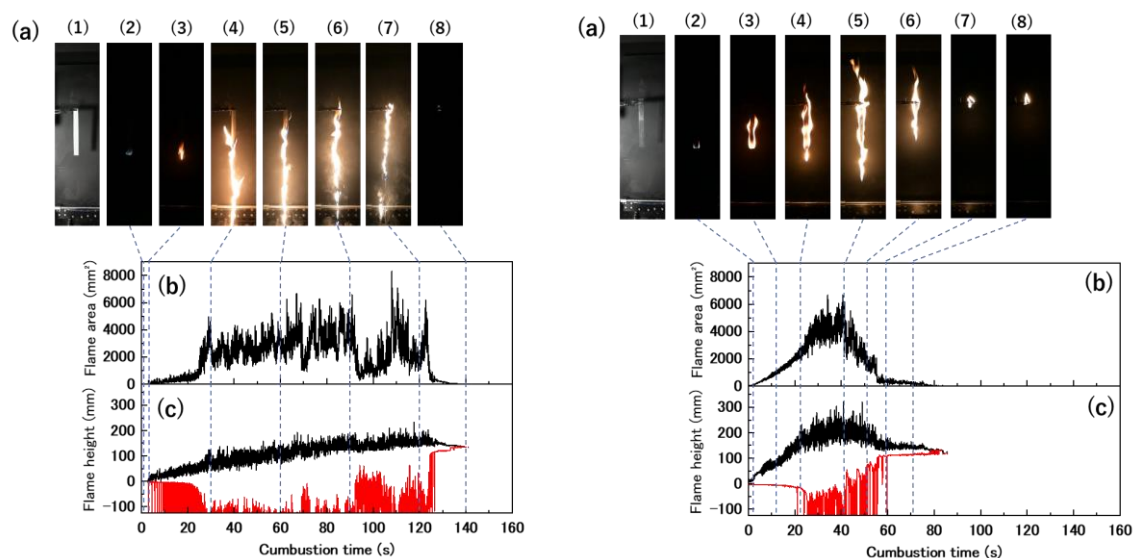 (a) (1) (2) (3) (4) (5) (6) (7) (8)
(b)
Flame area (mm²)
8000
6000
4000
2000
0
(c)
Flame height (mm)
300
200
100
0
−100
0 20 40 60 80 100 120 140 160
Cumbustion time (s)
(a) (1) (2) (3) (4) (5) (6) (7) (8)
(b)
Flame area (mm²)
8000
6000
4000
2000
0
(c)
Flame height (mm)
300
200
100
0
−100
0 20 40 60 80 100 120 140 160
Cumbustion time (s)